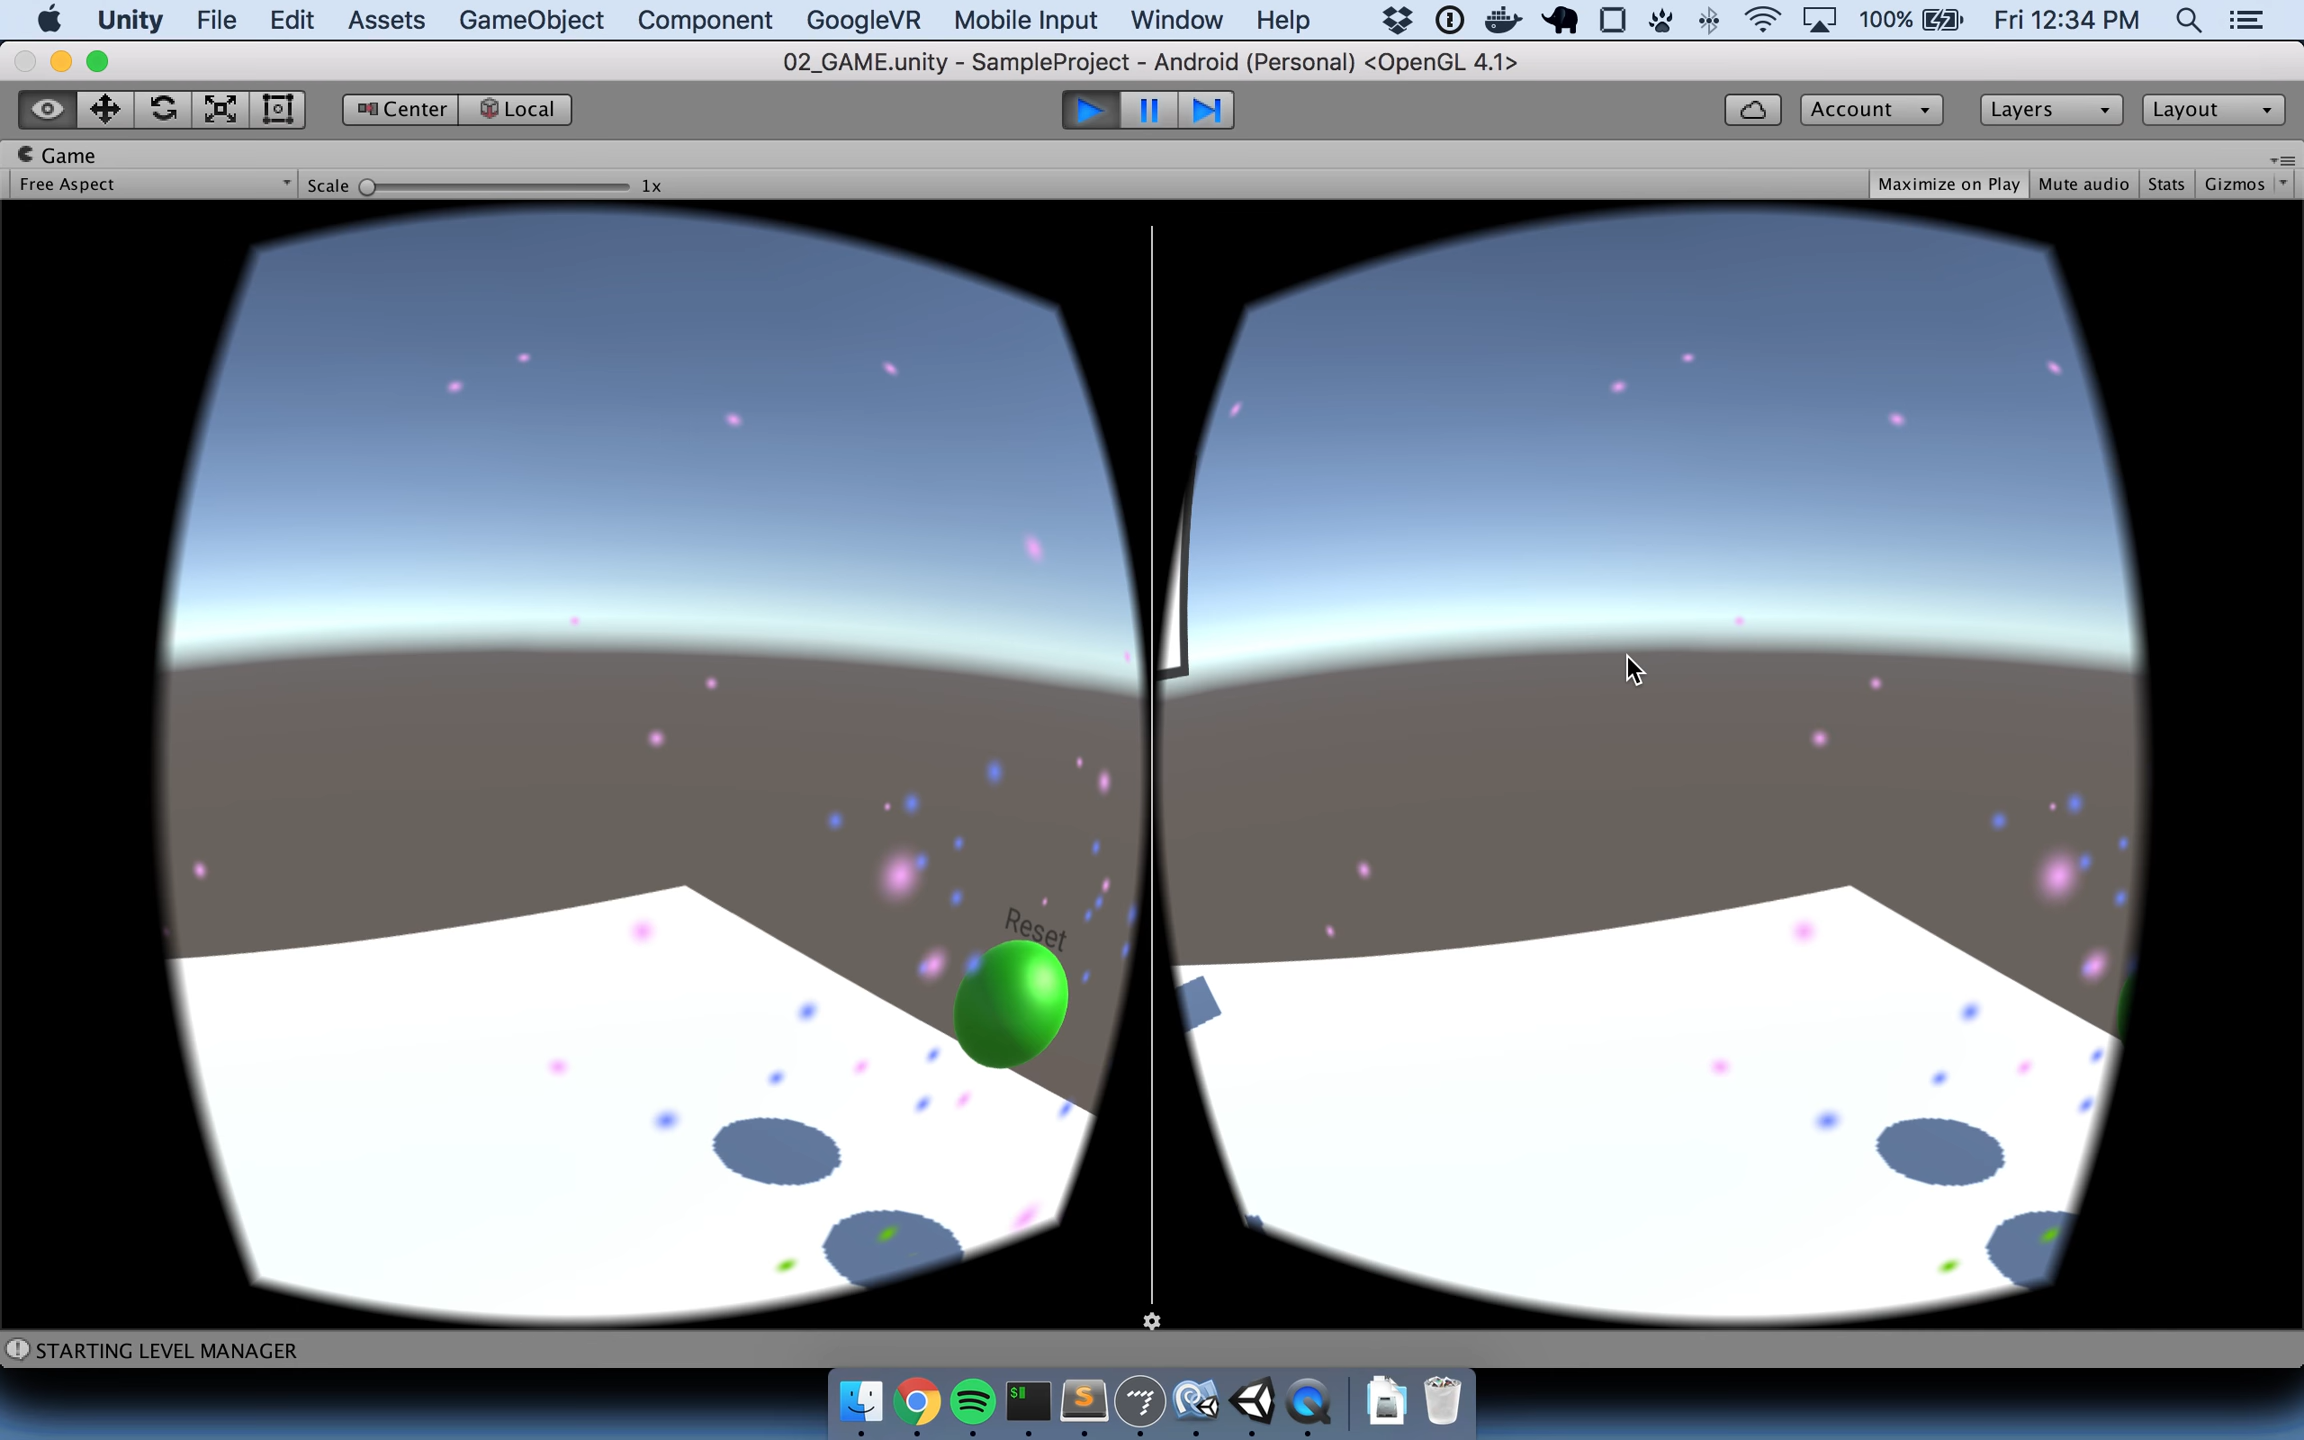 Unity File Edit Assets GameObject Component GoogleVR Mobile Input Window Help 100% Fri 12:34 PM
02_GAME.unity - SampleProject - Android (Personal) <OpenGL 4.1>
Center Local Account Layers Layout
Game
Free Aspect Scale 1x Maximize on Play Mute audio Stats Gizmos
Reset
STARTING LEVEL MANAGER
$
S